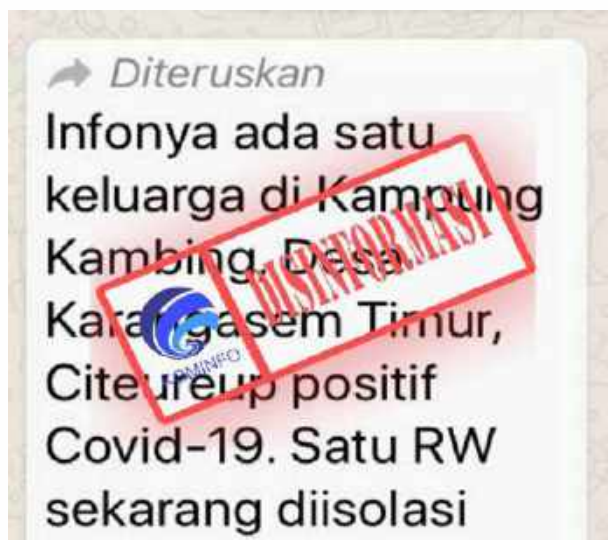 Diteruskan
Infonya ada satu
keluarga di Kampung
Kambing, Desa
Karangasem Timur,
Citeureup positif
Covid-19. Satu RW
sekarang diisolasi
DISINFORMASI
KOMINFO